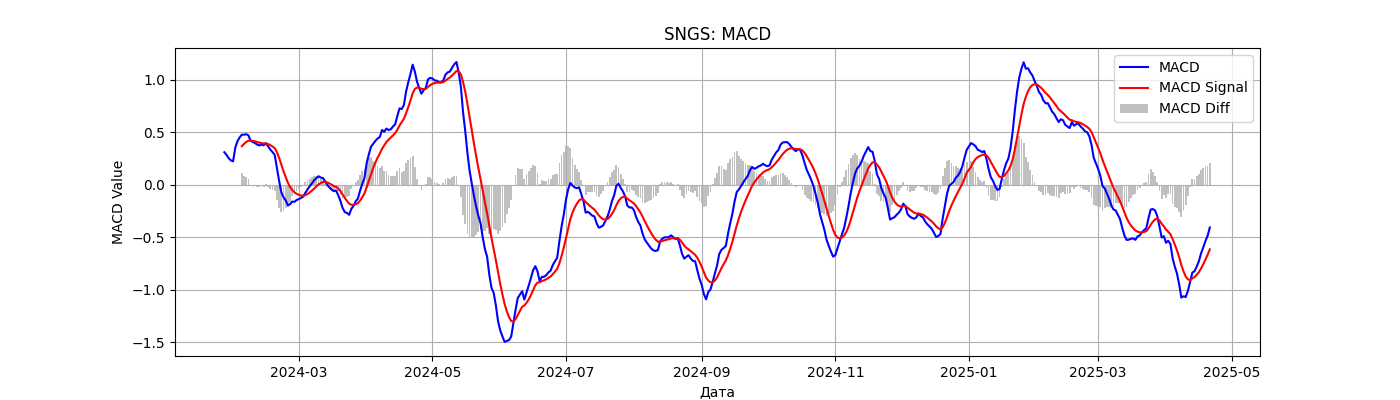 SNGS: MACD
MACD Value
1.0
0.5
0.0
−0.5
−1.0
−1.5
MACD
MACD Signal
MACD Diff
2024-03
2024-05
2024-07
2024-09
2024-11
2025-01
2025-03
2025-05
Дата